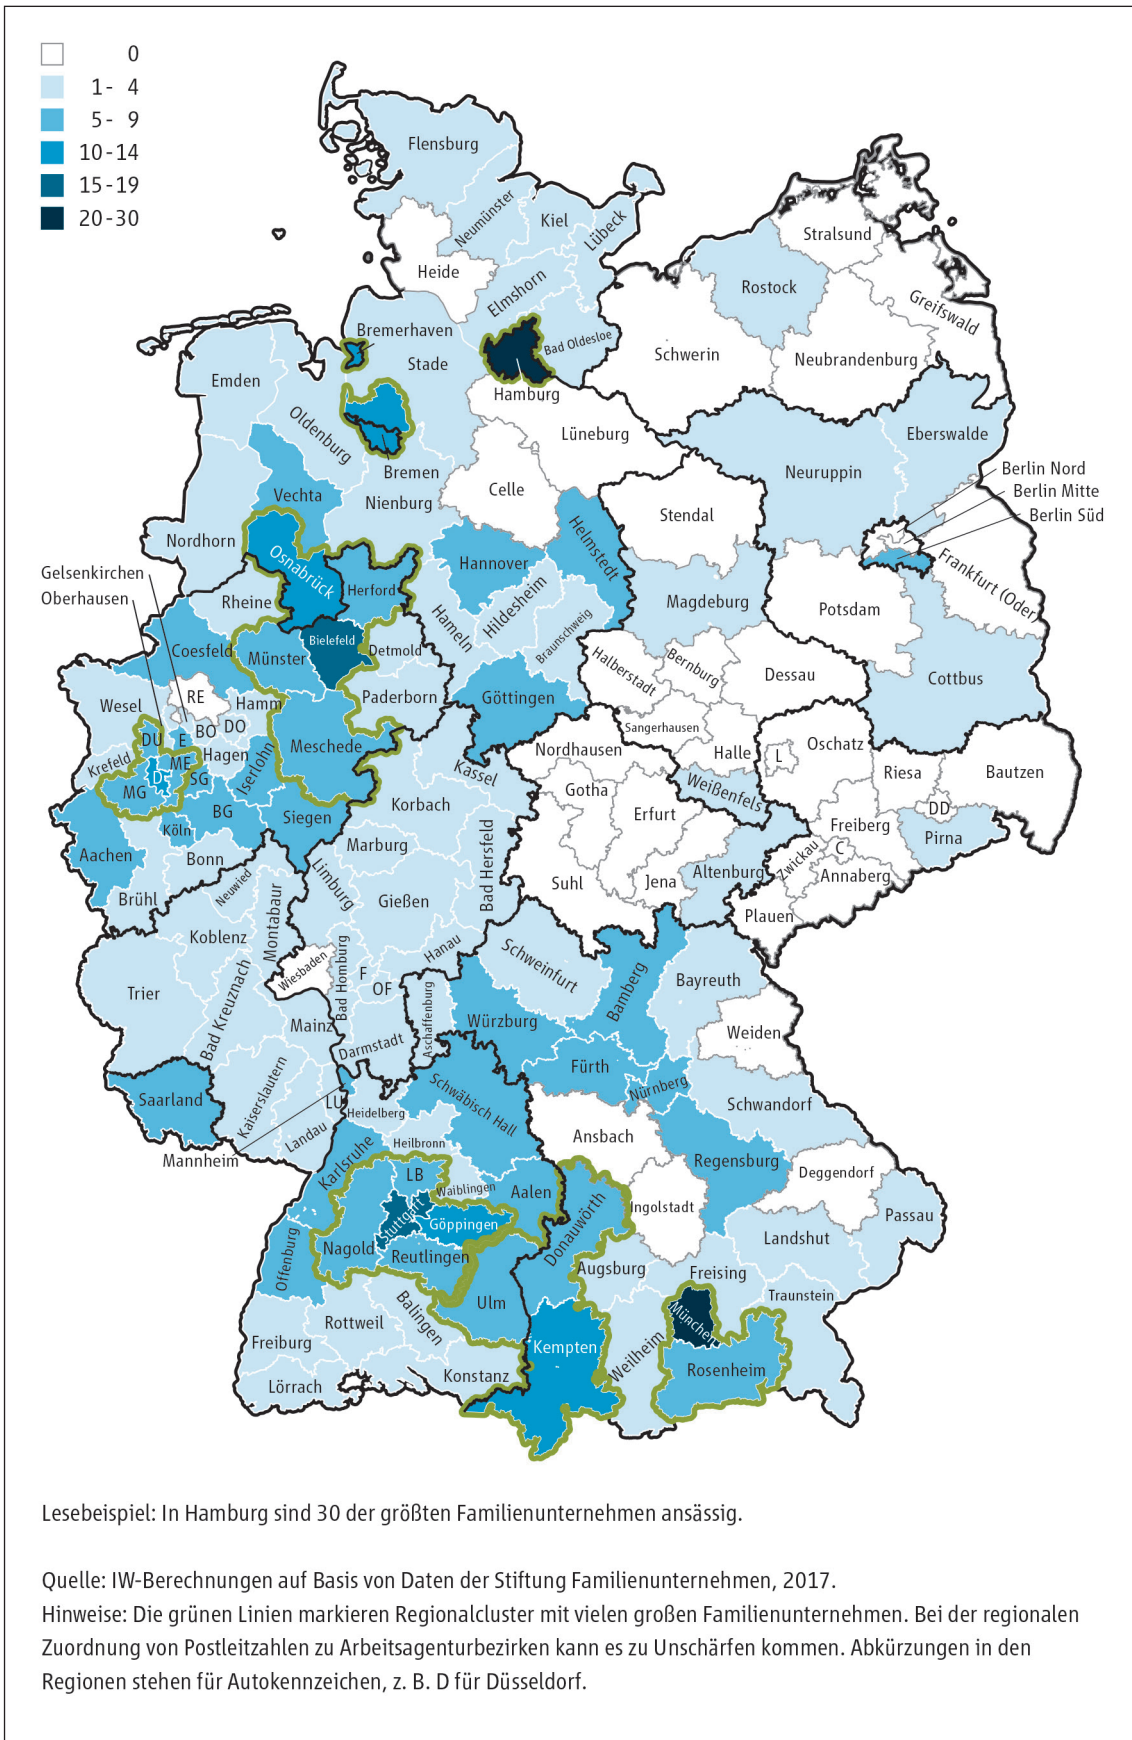 0
1 - 4
5 - 9
10 - 14
15 - 19
20 - 30
Flensburg
Neumünster
Kiel
Lübeck
Heide
Elmshorn
Stralsund
Rostock
Greifswald
Bremerhaven
Stade
Bad Oldesloe
Hamburg
Schwerin
Neubrandenburg
Emden
Oldenburg
Lüneburg
Eberswalde
Bremen
Neuruppin
Berlin Nord
Berlin Mitte
Berlin Süd
Vechta
Nienburg
Celle
Stendal
Nordhorn
Osnabrück
Hannover
Helmstedt
Frankfurt (Oder)
Gelsenkirchen
Oberhausen
Rheine
Herford
Hameln
Hildesheim
Braunschweig
Magdeburg
Potsdam
Coesfeld
Münster
Bielefeld
Detmold
Halberstadt
Bernburg
Dessau
Cottbus
Wesel
RE
Hamm
Paderborn
Göttingen
Sangerhausen
DU
E
BO
DO
Meschede
Nordhausen
Halle
L
Oschatz
Krefeld
ME
Hagen
Iserlohn
Kassel
Weißenfels
Riesa
Bautzen
MG
D
SG
Korbach
Gotha
Erfurt
DD
Köln
BG
Siegen
Freiberg
Pirna
Aachen
Bonn
Marburg
Bad Hersfeld
Zwickau
C
Brühl
Neuwied
Limburg
Gießen
Suhl
Jena
Altenburg
Annaberg
Koblenz
Montabaur
Plauen
Trier
Bad Kreuznach
Wiesbaden
Bad Homburg
F
OF
Hanau
Schweinfurt
Bamberg
Bayreuth
Mainz
Darmstadt
Aschaffenburg
Würzburg
Weiden
Saarland
Kaiserslautern
LU
Fürth
Nürnberg
Landau
Heidelberg
Schwäbisch Hall
Schwandorf
Mannheim
Karlsruhe
Heilbronn
Ansbach
Regensburg
Deggendorf
LB
Waiblingen
Aalen
Donauwörth
Ingolstadt
Passau
Stuttgart
Göppingen
Offenburg
Nagold
Reutlingen
Landshut
Augsburg
Freising
Traunstein
Ulm
Rottweil
Balingen
München
Freiburg
Kempten
Weilheim
Rosenheim
Lörrach
Konstanz
Lesebeispiel: In Hamburg sind 30 der größten Familienunternehmen ansässig.
Quelle: IW-Berechnungen auf Basis von Daten der Stiftung Familienunternehmen, 2017.
Hinweise: Die grünen Linien markieren Regionalcluster mit vielen großen Familienunternehmen. Bei der regionalen
Zuordnung von Postleitzahlen zu Arbeitsagenturbezirken kann es zu Unschärfen kommen. Abkürzungen in den
Regionen stehen für Autokennzeichen, z. B. D für Düsseldorf.